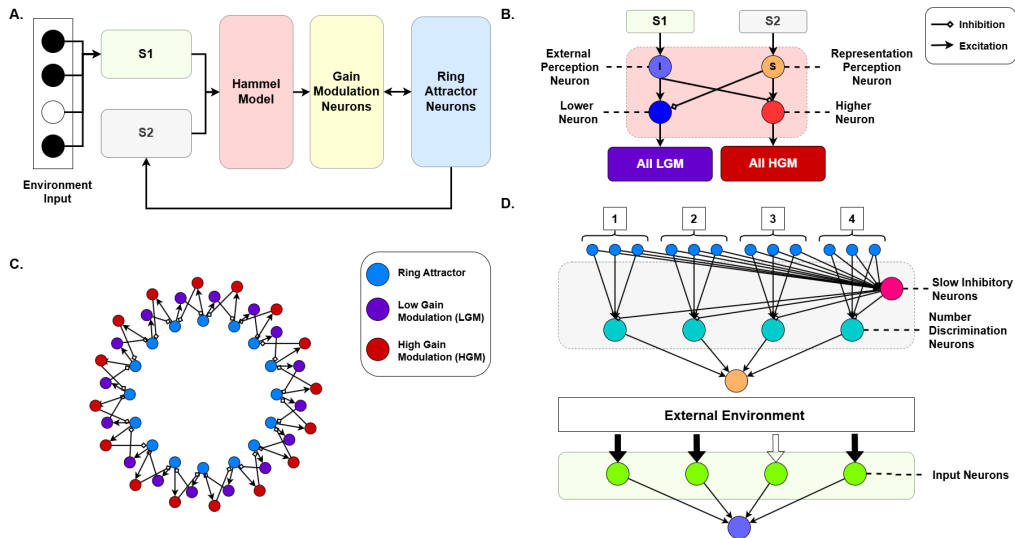 A.
S1
S2
Hammel
Model
Gain
Modulation
Neurons
Ring
Attractor
Neurons
Environment
Input
B.
S1
S2
Inhibition
Excitation
External
Perception
Neuron
I
S
Representation
Perception
Neuron
Lower
Neuron
Higher
Neuron
All LGM
All HGM
C.
Ring Attractor
Low Gain
Modulation (LGM)
High Gain
Modulation (HGM)
D.
1
2
3
4
Slow Inhibitory
Neurons
Number
Discrimination
Neurons
External Environment
Input Neurons